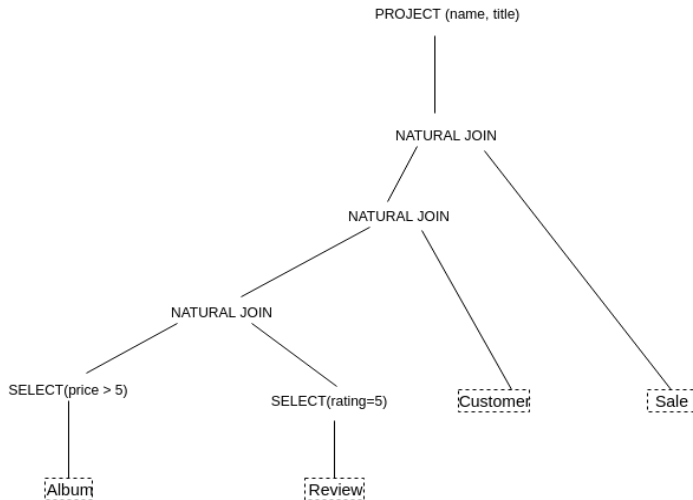 PROJECT (name, title)
NATURAL JOIN
NATURAL JOIN
NATURAL JOIN
SELECT(price > 5)
SELECT(rating=5)
Customer
Sale
Album
Review